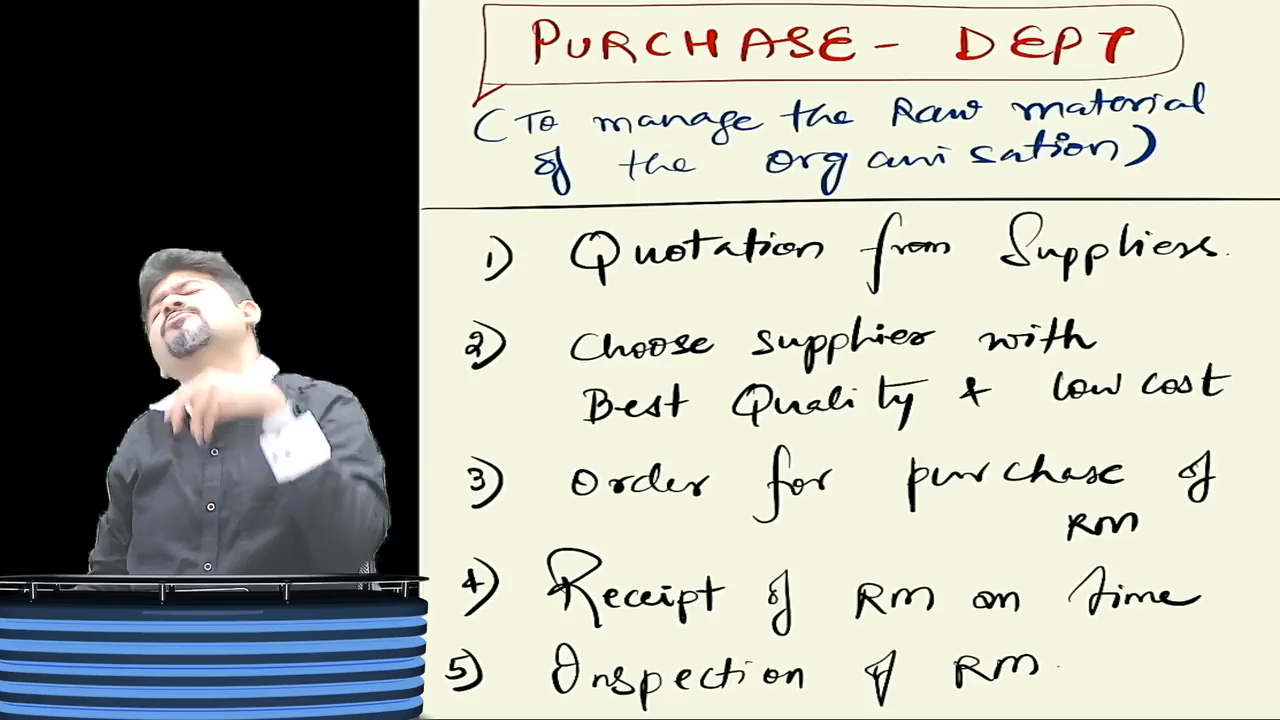 PURCHASE - DEPT
(To manage the Raw material
of the organisation)
1) Quotation from Suppliers.
2) Choose supplier with
Best Quality & low cost
3) Order for purchase of
RM
4) Receipt of RM on time
5) Inspection of RM.